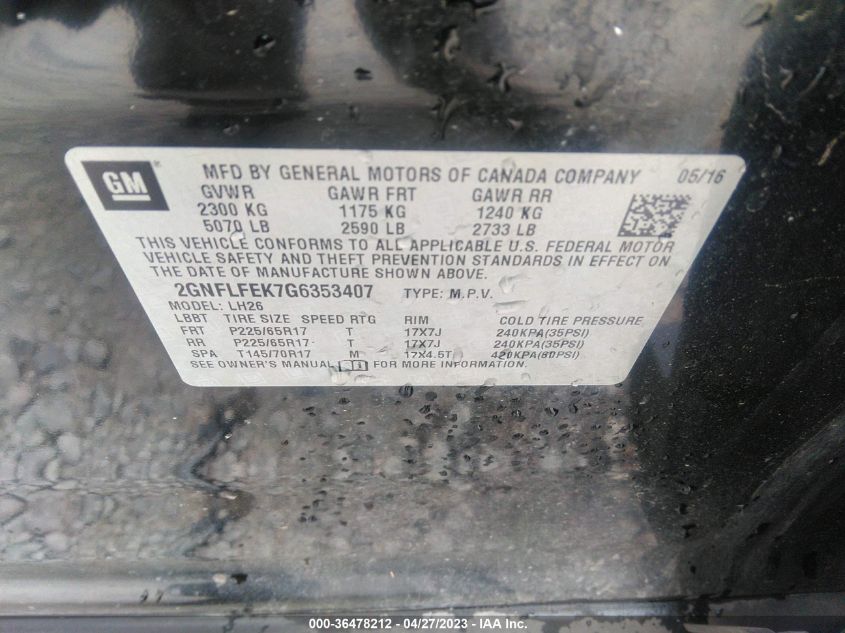 GM
MFD BY GENERAL MOTORS OF CANADA COMPANY 05/16
GVWR GAWR FRT GAWR RR
2300 KG 1175 KG 1240 KG
5070 LB 2590 LB 2733 LB
THIS VEHICLE CONFORMS TO ALL APPLICABLE U.S. FEDERAL MOTOR
VEHICLE SAFETY AND THEFT PREVENTION STANDARDS IN EFFECT ON
THE DATE OF MANUFACTURE SHOWN ABOVE.
2GNFLFEK7G6353407 TYPE: M.P.V.
MODEL: LH26
LBBT TIRE SIZE SPEED RTG RIM COLD TIRE PRESSURE
FRT P225/65R17 T 17X7J 240KPA(35PSI)
RR P225/65R17 T 17X7J 240KPA(35PSI)
SPA T145/70R17 M 17X4.5T 420KPA(60PSI)
SEE OWNER'S MANUAL FOR MORE INFORMATION.
000-36478212 - 04/27/2023 - IAA Inc.